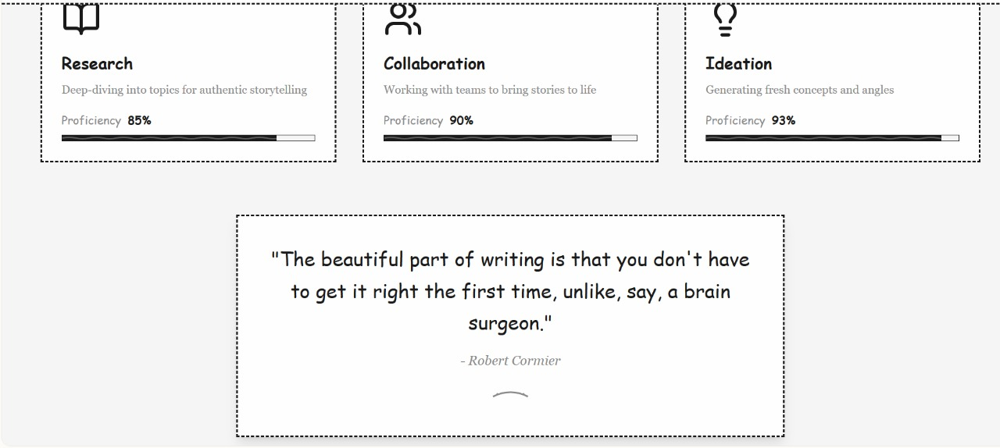 Research
Deep-diving into topics for authentic storytelling
Proficiency 85%
Collaboration
Working with teams to bring stories to life
Proficiency 90%
Ideation
Generating fresh concepts and angles
Proficiency 93%
"The beautiful part of writing is that you don't have
to get it right the first time, unlike, say, a brain
surgeon."
- Robert Cormier